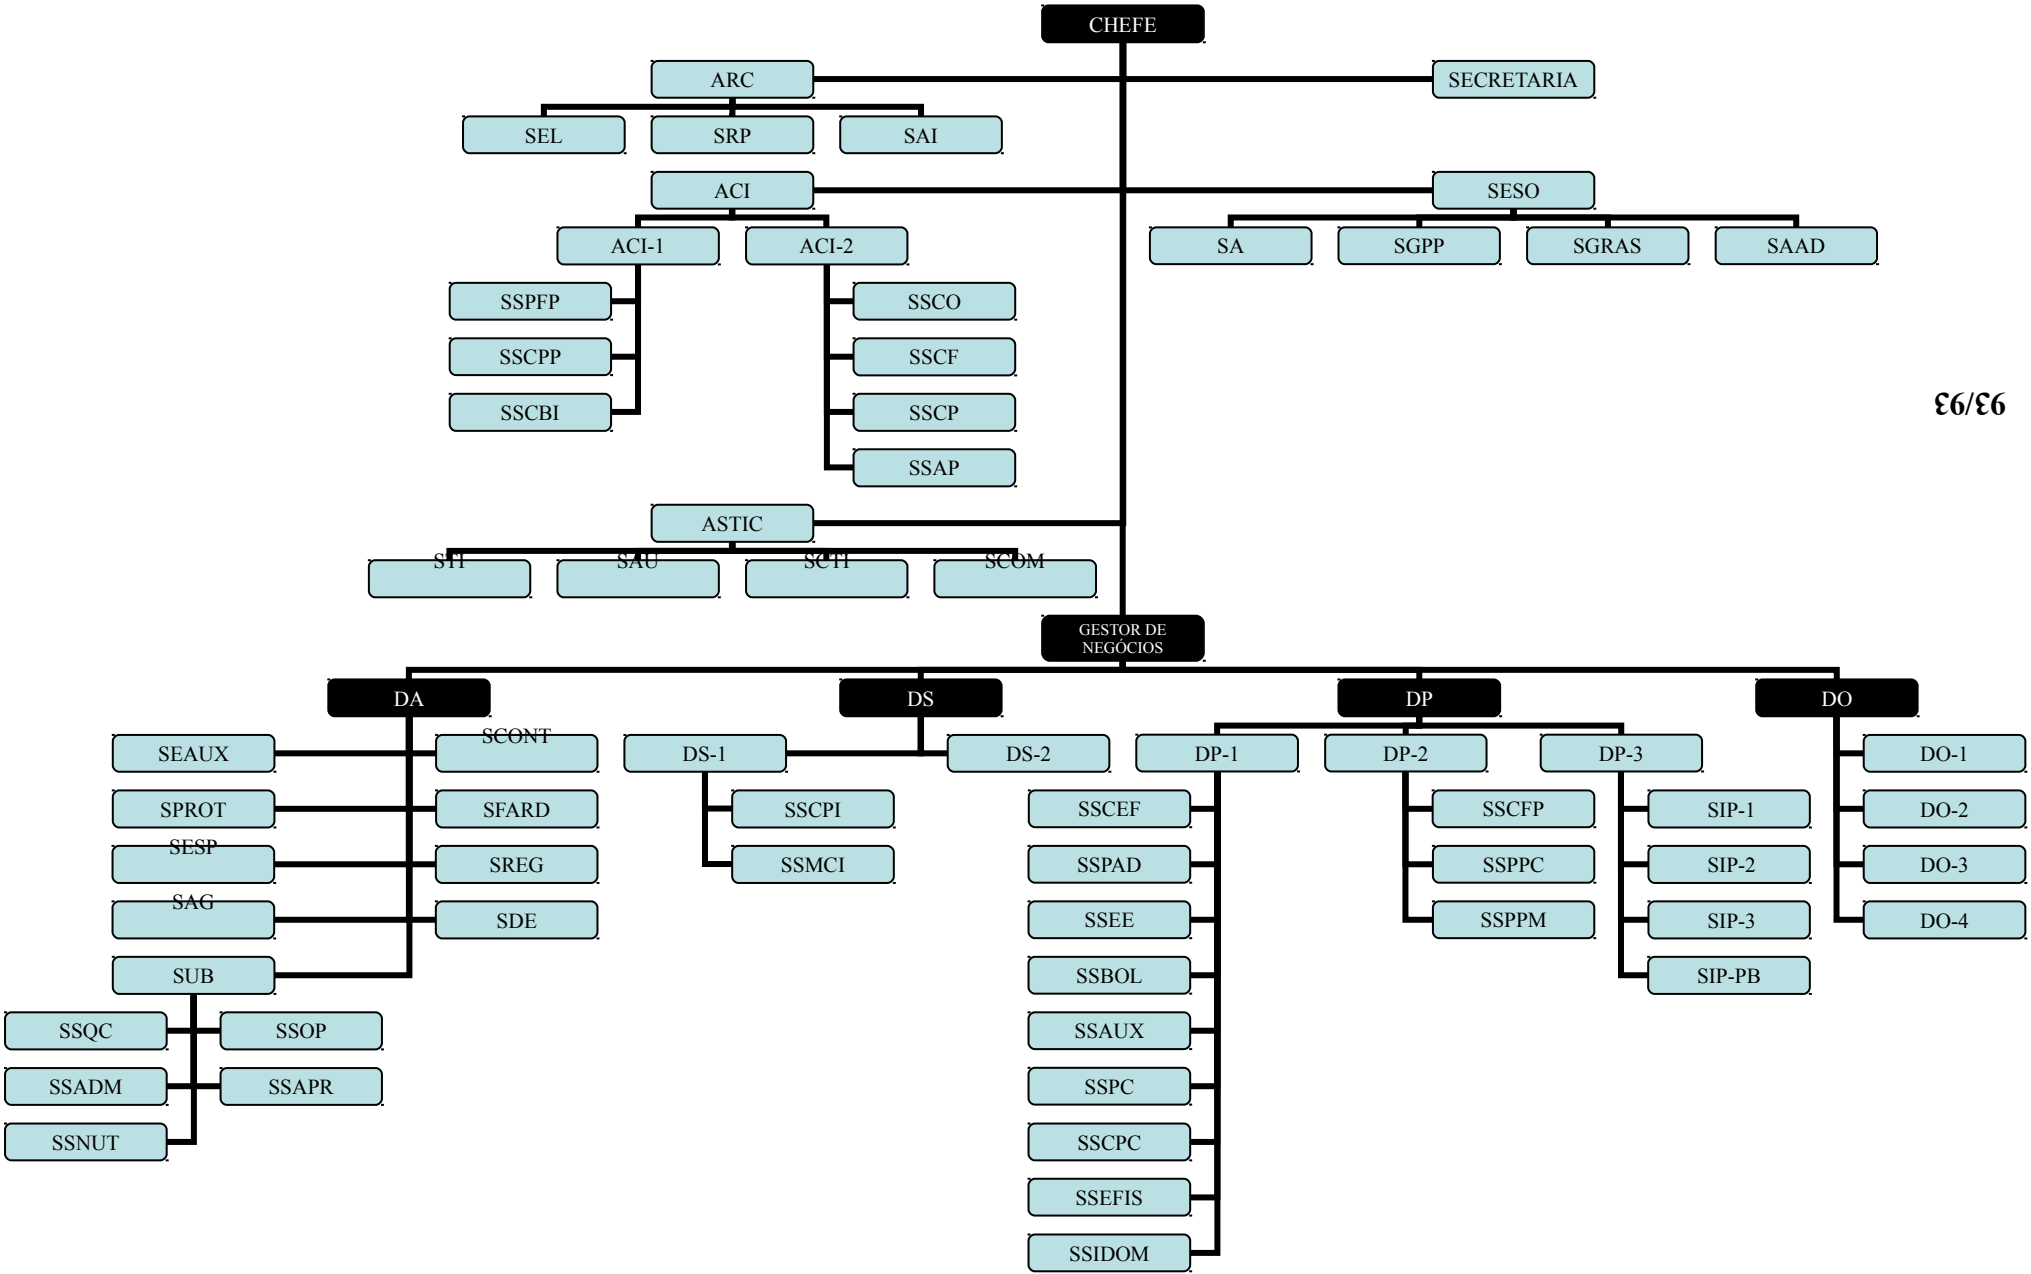 CHEFE
ARC
SECRETARIA
SEL
SRP
SAI
ACI
SESO
ACI-1
ACI-2
SA
SGPP
SGRAS
SAAD
SSPFP
SSCO
SSCPP
SSCF
93/93
SSCBI
SSCP
SSAP
ASTIC
STI
SAU
SCTI
SCOM
GESTOR DE
NEGÓCIOS
DA
DS
DP
DO
SEAUX
SCONT
DS-1
DS-2
DP-1
DP-2
DP-3
DO-1
SPROT
SFARD
SSCPI
SSCEF
SSCFP
SIP-1
DO-2
SESP
SREG
SSMCI
SSPAD
SSPPC
SIP-2
DO-3
SAG
SDE
SSEE
SSPPM
SIP-3
DO-4
SUB
SSBOL
SIP-PB
SSQC
SSOP
SSAUX
SSADM
SSAPR
SSPC
SSNUT
SSCPC
SSEFIS
SSIDOM